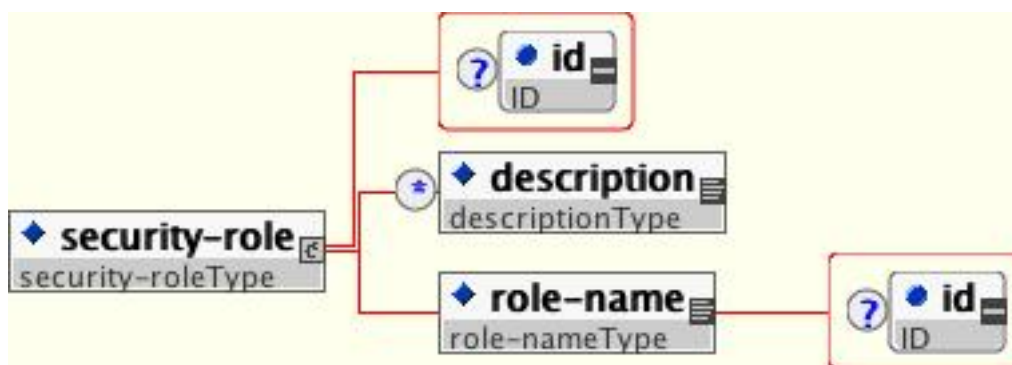 ? id
ID
* description
descriptionType
security-role
security-roleType
role-name
role-nameType
? id
ID